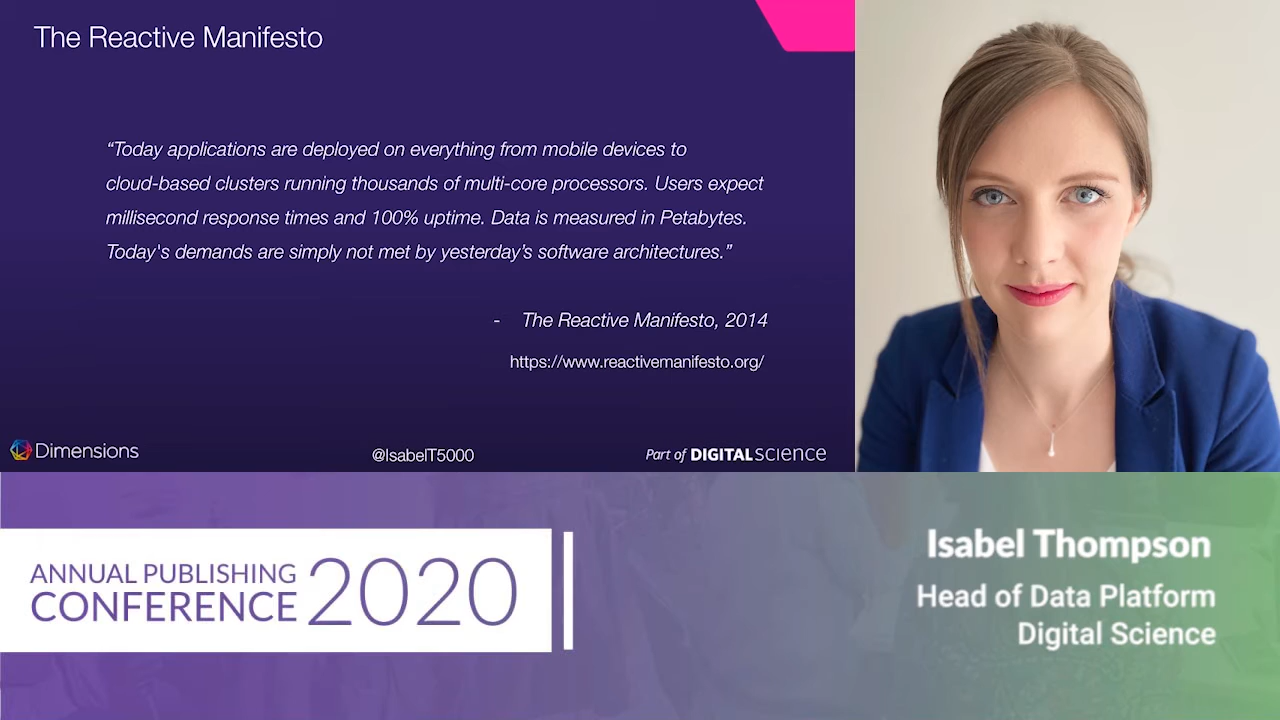 The Reactive Manifesto
“Today applications are deployed on everything from mobile devices to
cloud-based clusters running thousands of multi-core processors. Users expect
millisecond response times and 100% uptime. Data is measured in Petabytes.
Today's demands are simply not met by yesterday’s software architectures.”
- The Reactive Manifesto, 2014
https://www.reactivemanifesto.org/
Dimensions
@IsabelT5000
Part of DIGITALSCIENCE
ANNUAL PUBLISHING
CONFERENCE
2020
Isabel Thompson
Head of Data Platform
Digital Science